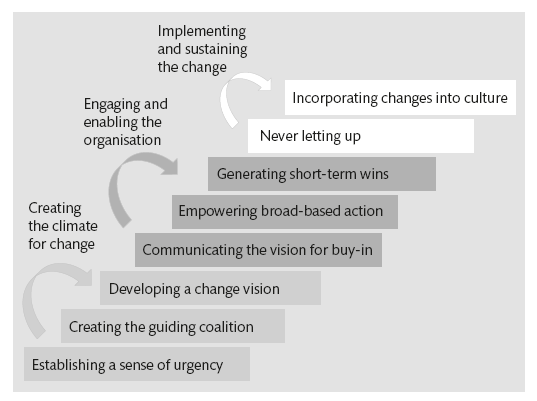 Implementing
and sustaining
the change
Incorporating changes into culture
Never letting up
Engaging and
enabling the
organisation
Generating short-term wins
Empowering broad-based action
Communicating the vision for buy-in
Creating
the climate
for change
Developing a change vision
Creating the guiding coalition
Establishing a sense of urgency